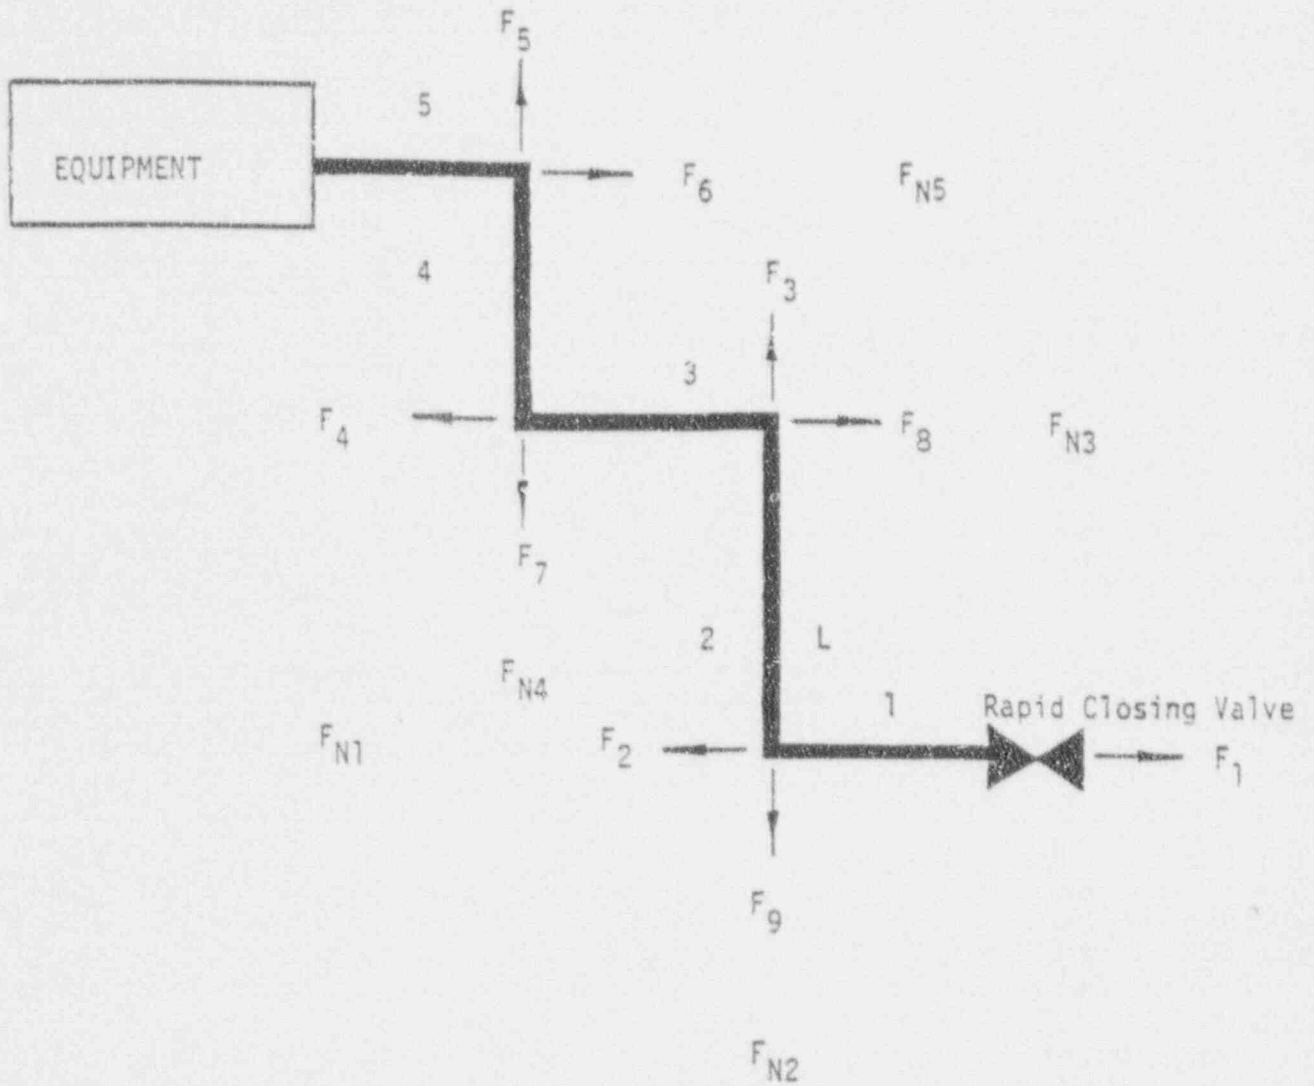 F5
5
EQUIPMENT
F6
FN5
4
F3
3
F4
F8
FN3
F7
2
L
FN4
1
Rapid Closing Valve
FN1
F2
F1
F9
FN2